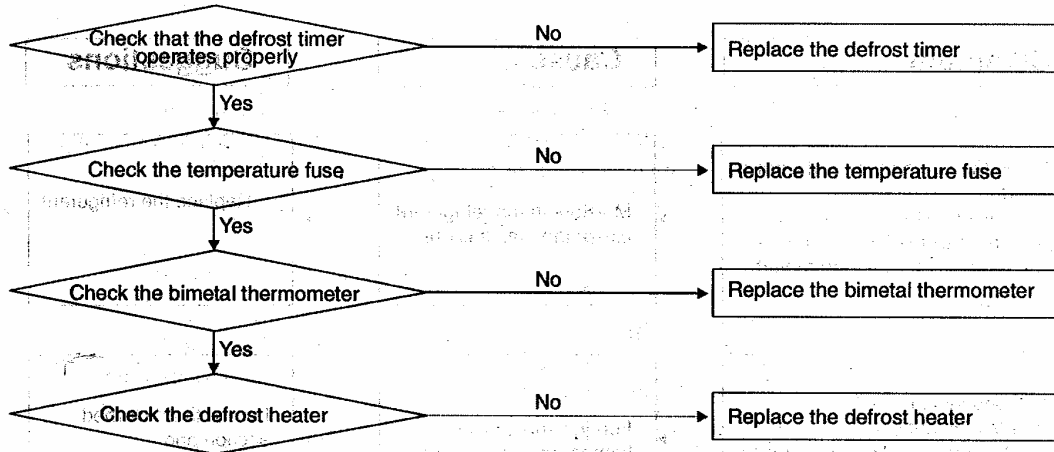 Check that the defrost timer
operates properly
No
Replace the defrost timer
Yes
Check the temperature fuse
No
Replace the temperature fuse
Yes
Check the bimetal thermometer
No
Replace the bimetal thermometer
Yes
Check the defrost heater
No
Replace the defrost heater